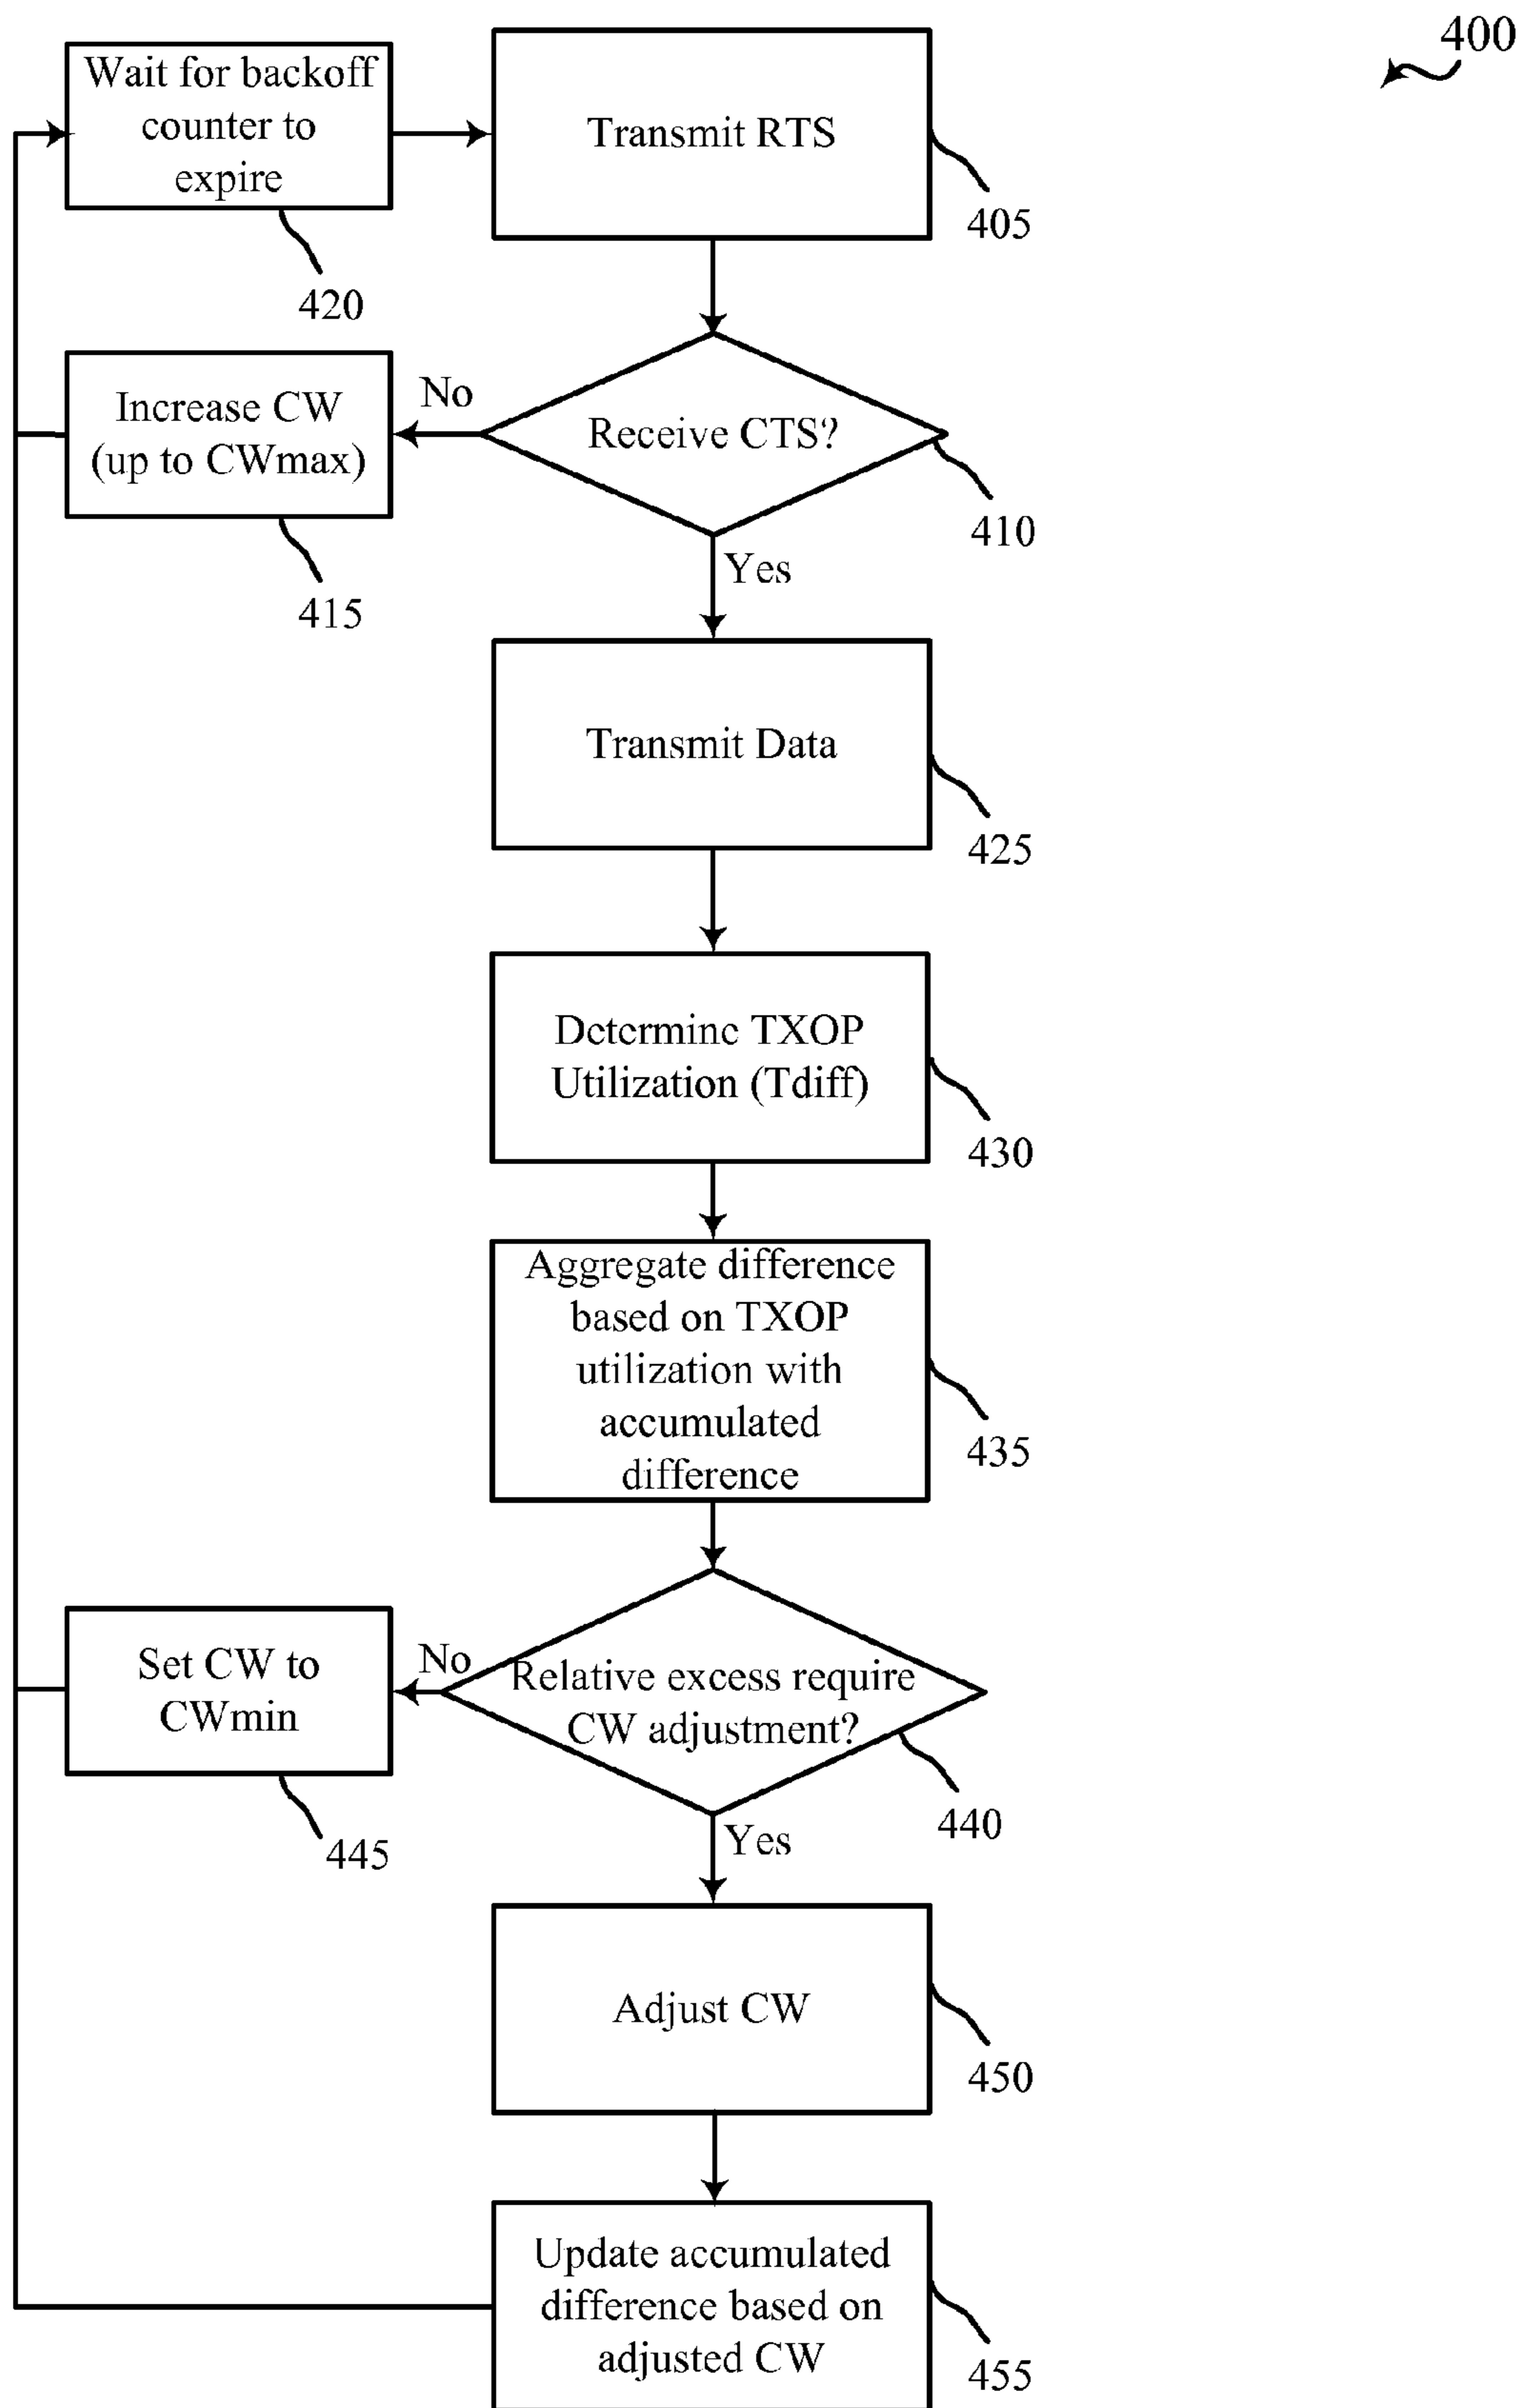 400
Wait for backoff
counter to
expire
420
Transmit RTS
405
Receive CTS?
410
No
Increase CW
(up to CWmax)
415
Yes
Transmit Data
425
Determine TXOP
Utilization (Tdiff)
430
Aggregate difference
based on TXOP
utilization with
accumulated
difference
435
Relative excess require
CW adjustment?
440
No
Set CW to
CWmin
445
Yes
Adjust CW
450
Update accumulated
difference based on
adjusted CW
455